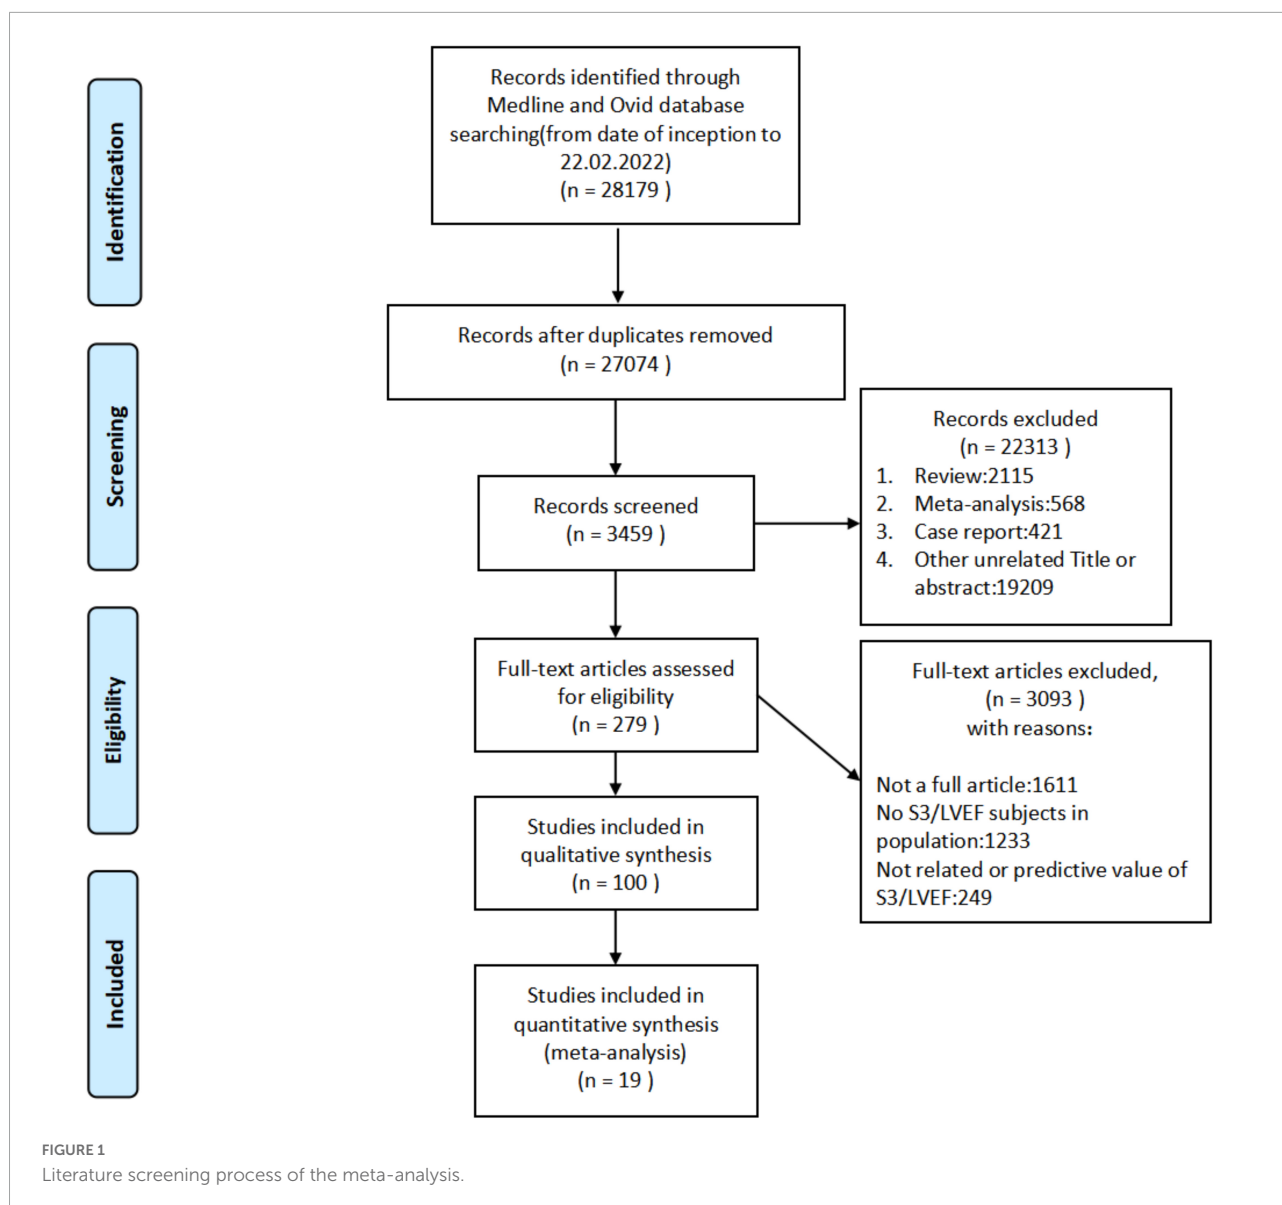 Identification
Records identified through
Medline and Ovid database
searching(from date of inception to
22.02.2022)
(n = 28179 )
Records after duplicates removed
(n = 27074 )
Screening
Records screened
(n = 3459 )
Records excluded
(n = 22313 )
1. Review:2115
2. Meta-analysis:568
3. Case report:421
4. Other unrelated Title or
abstract:19209
Eligibility
Full-text articles assessed
for eligibility
(n = 279 )
Full-text articles excluded,
(n = 3093 )
with reasons：
Not a full article:1611
No S3/LVEF subjects in
population:1233
Not related or predictive value of
S3/LVEF:249
Studies included in
qualitative synthesis
(n = 100 )
Included
Studies included in
quantitative synthesis
(meta-analysis)
(n = 19 )
FIGURE 1
Literature screening process of the meta-analysis.